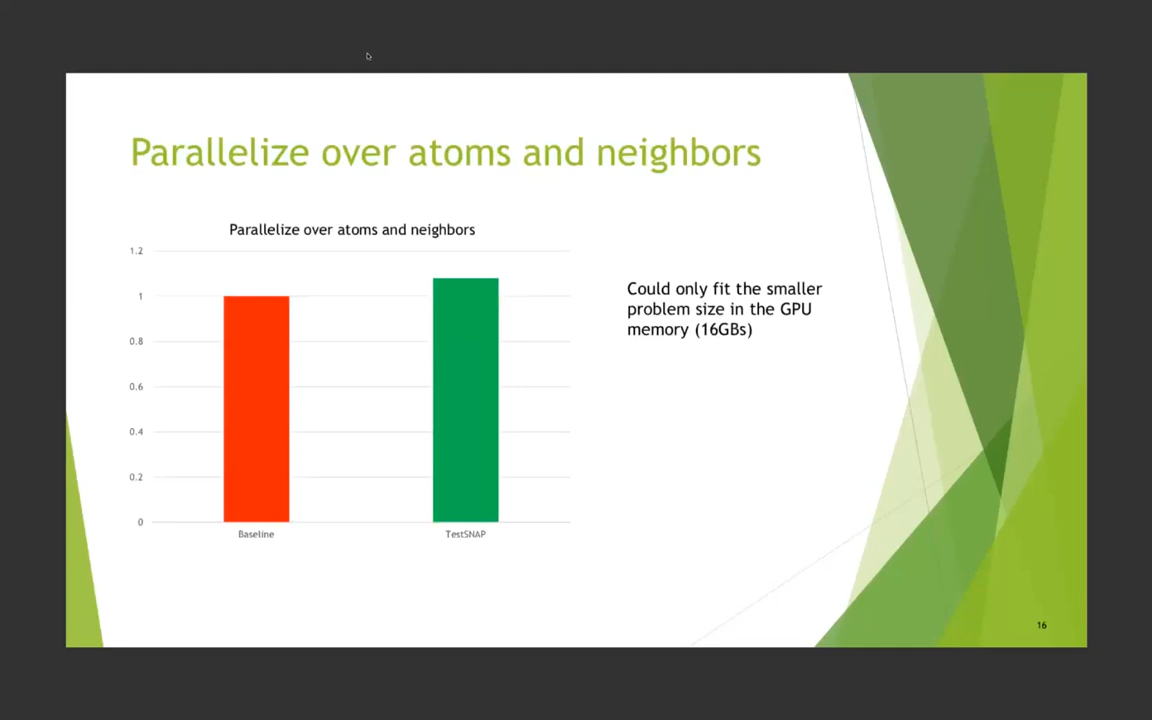 Parallelize over atoms and neighbors
Parallelize over atoms and neighbors
1.2
1
0.8
0.6
0.4
0.2
0
Baseline
TestSNAP
Could only fit the smaller
problem size in the GPU
memory (16GBs)
16